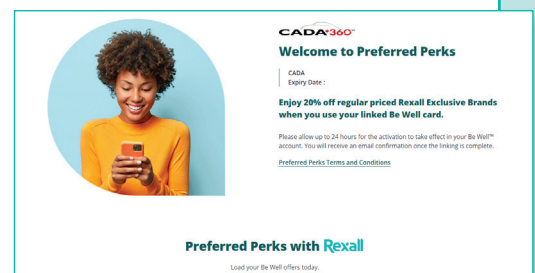 CADA•360™
Welcome to Preferred Perks
CADA
Expiry Date :
Enjoy 20% off regular priced Rexall Exclusive Brands
when you use your linked Be Well card.
Please allow up to 24 hours for the activation to take effect in your Be Well™
account. You will receive an email confirmation once the linking is complete.
Preferred Perks Terms and Conditions
Preferred Perks with Rexall
Load your Be Well offers today.